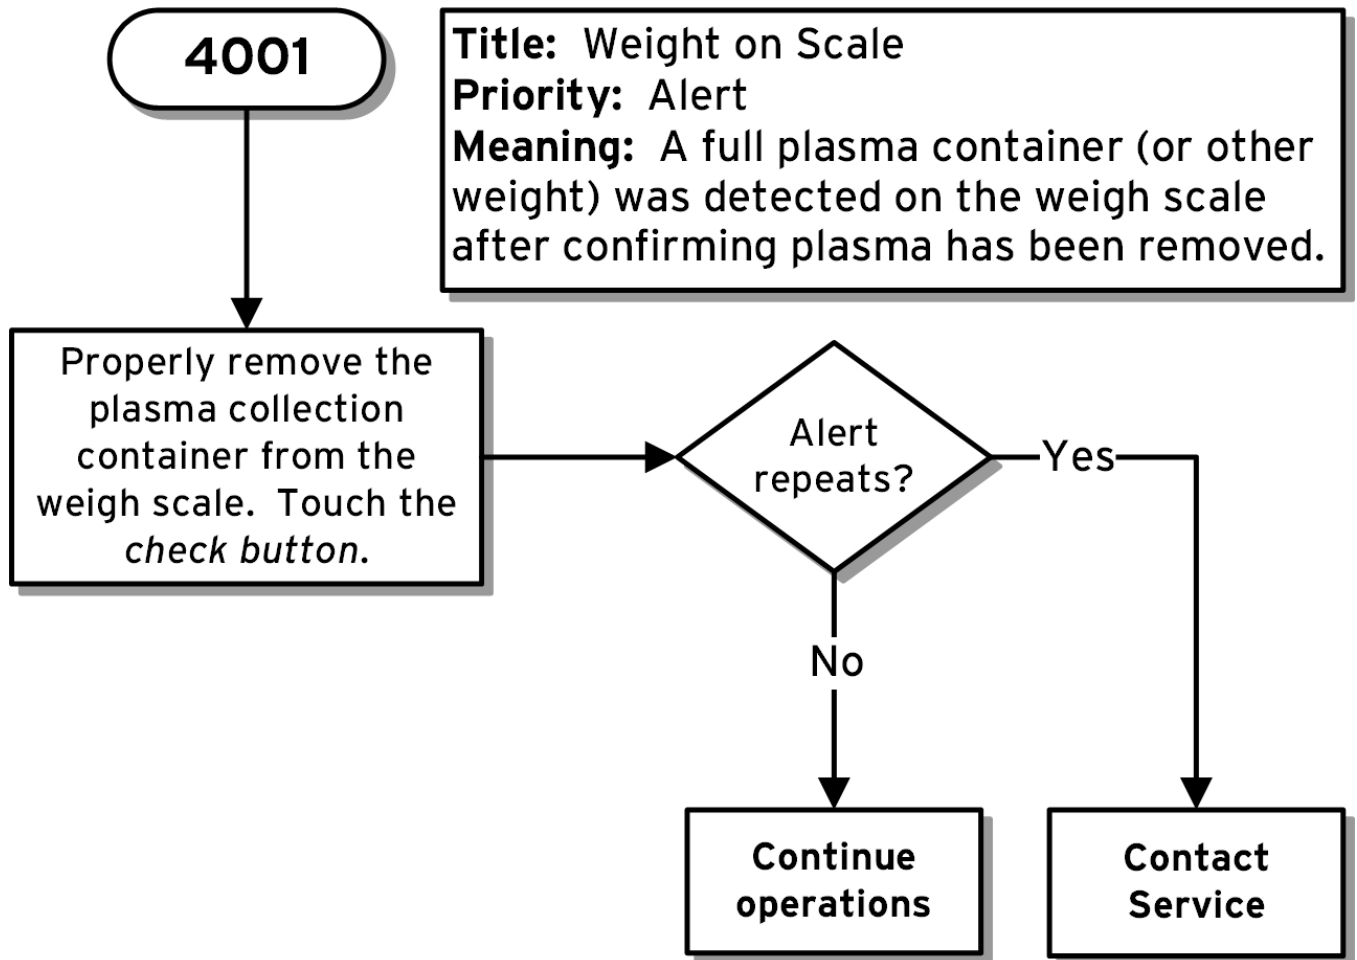 4001
Title: Weight on Scale
Priority: Alert
Meaning: A full plasma container (or other
weight) was detected on the weigh scale
after confirming plasma has been removed.
Properly remove the
plasma collection
container from the
weigh scale. Touch the
check button.
Alert
repeats?
Yes
No
Continue
operations
Contact
Service